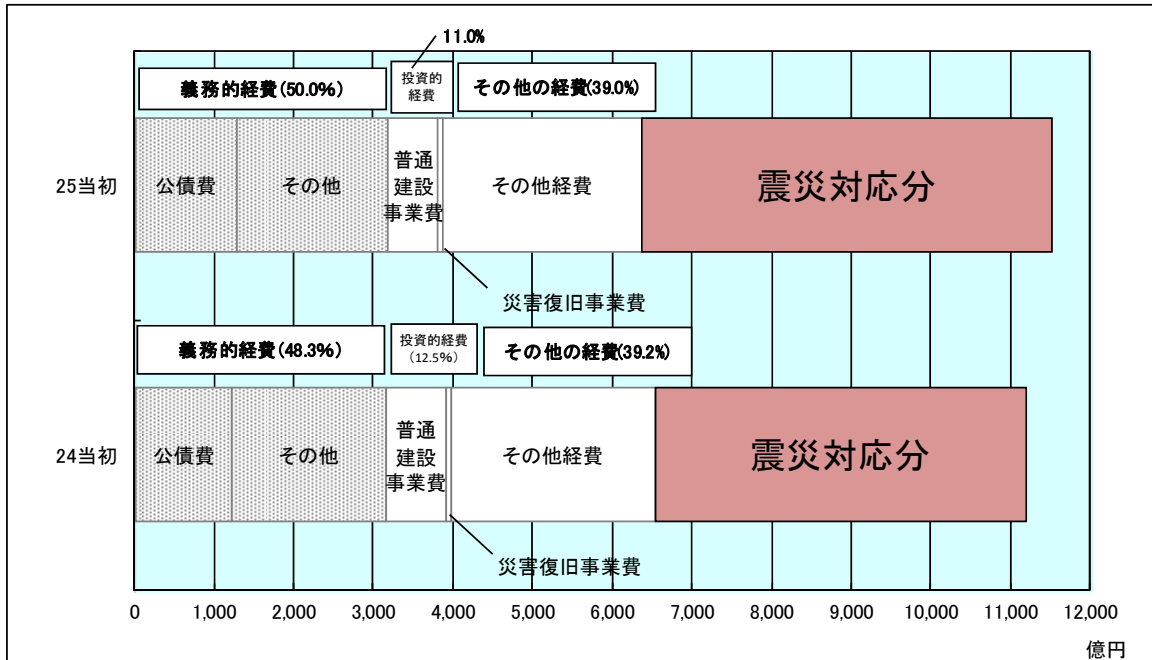 11.0%
義務的経費(50.0%)
投資的
経費
その他の経費(39.0%)
25当初
公債費
その他
普通
建設
事業費
その他経費
震災対応分
災害復旧事業費
義務的経費(48.3%)
投資的経費
(12.5%)
その他の経費(39.2%)
24当初
公債費
その他
普通
建設
事業費
その他経費
震災対応分
災害復旧事業費
0 1,000 2,000 3,000 4,000 5,000 6,000 7,000 8,000 9,000 10,000 11,000 12,000
億円